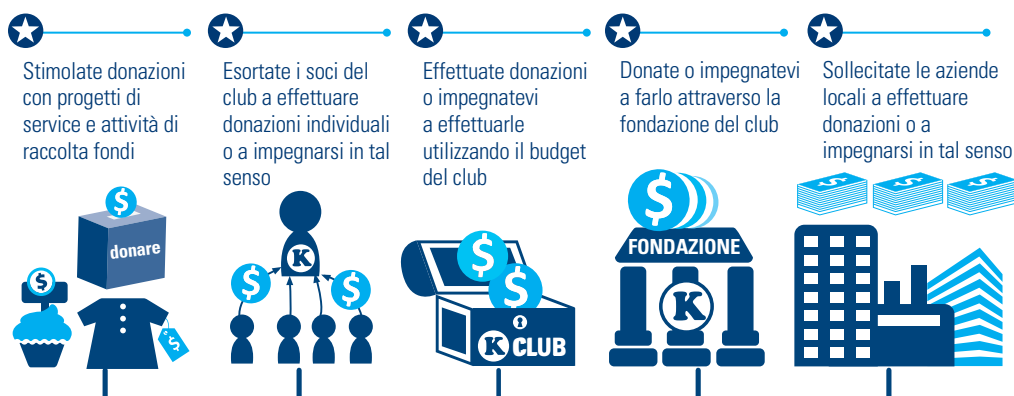 Stimolate donazioni
con progetti di
service e attività di
raccolta fondi
Esortate i soci del
club a effettuare
donazioni individuali
o a impegnarsi in tal
senso
Effettuate donazioni
o impegnatevi
a effettuarle
utilizzando il budget
del club
Donate o impegnatevi
a farlo attraverso la
fondazione del club
Sollecitate le aziende
locali a effettuare
donazioni o a
impegnarsi in tal senso
$
donare
$
$
K
$
$
$
$
K CLUB
$
FONDAZIONE
K
$
$
$